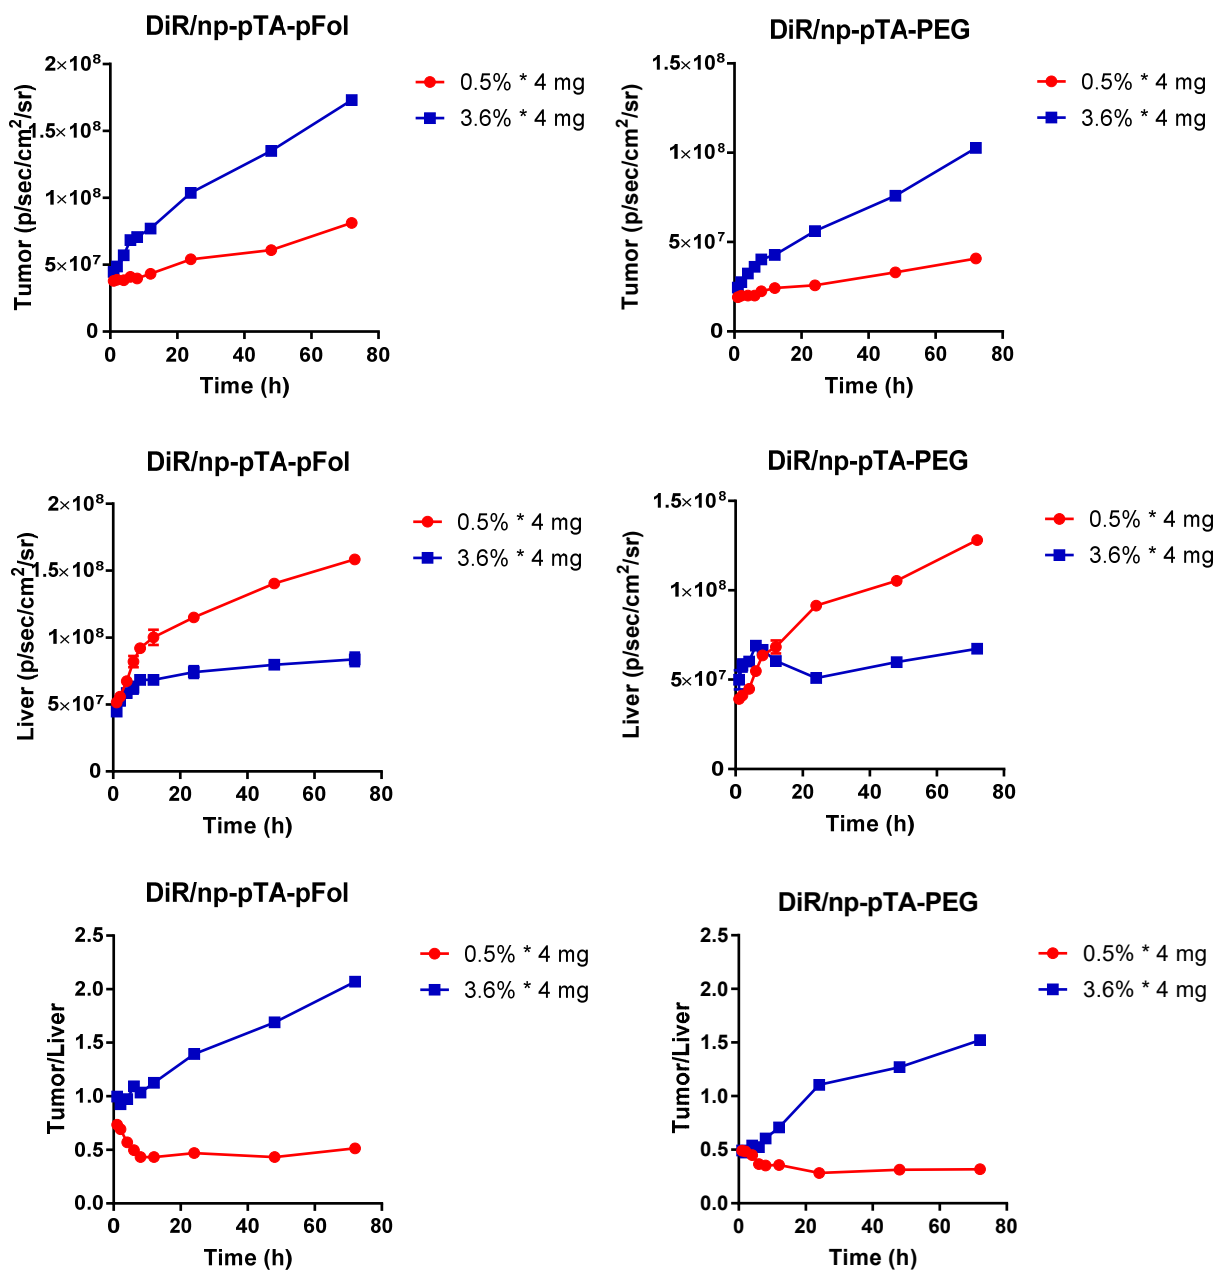 DiR/np-pTA-pFol
2×10⁸
1.5×10⁸
1×10⁸
5×10⁷
0
Tumor (p/sec/cm²/sr)
0 20 40 60 80
Time (h)
0.5% * 4 mg
3.6% * 4 mg
DiR/np-pTA-PEG
1.5×10⁸
1×10⁸
5×10⁷
0
Tumor (p/sec/cm²/sr)
0 20 40 60 80
Time (h)
0.5% * 4 mg
3.6% * 4 mg
DiR/np-pTA-pFol
2×10⁸
1.5×10⁸
1×10⁸
5×10⁷
0
Liver (p/sec/cm²/sr)
0 20 40 60 80
Time (h)
0.5% * 4 mg
3.6% * 4 mg
DiR/np-pTA-PEG
1.5×10⁸
1×10⁸
5×10⁷
0
Liver (p/sec/cm²/sr)
0 20 40 60 80
Time (h)
0.5% * 4 mg
3.6% * 4 mg
DiR/np-pTA-pFol
2.5
2.0
1.5
1.0
0.5
0.0
Tumor/Liver
0 20 40 60 80
Time (h)
0.5% * 4 mg
3.6% * 4 mg
DiR/np-pTA-PEG
2.5
2.0
1.5
1.0
0.5
0.0
Tumor/Liver
0 20 40 60 80
Time (h)
0.5% * 4 mg
3.6% * 4 mg